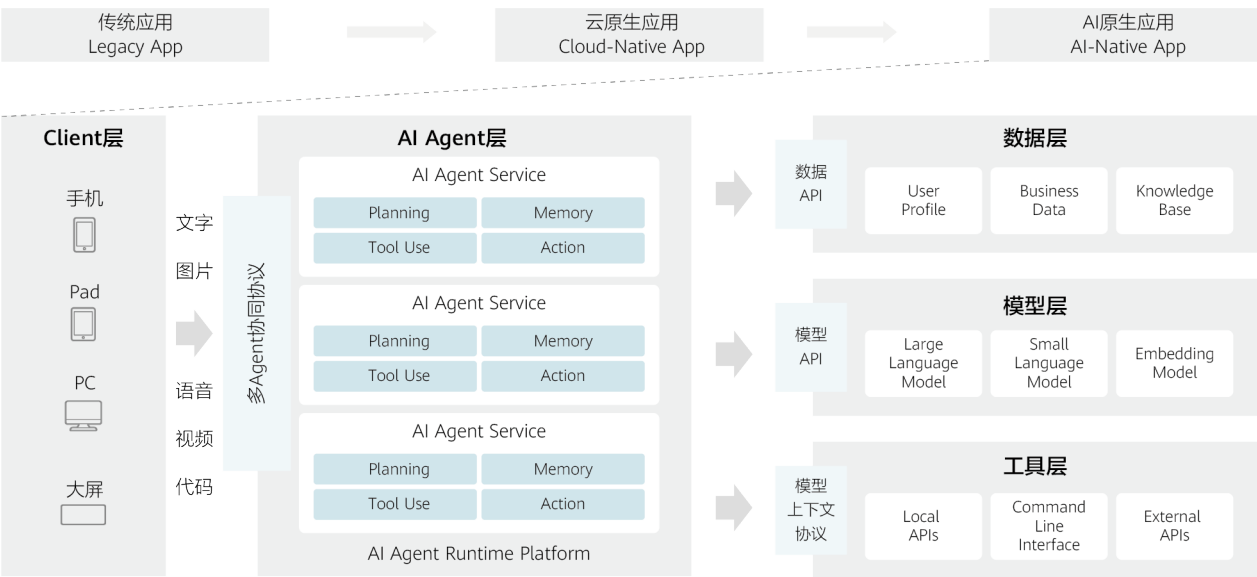 传统应用
Legacy App
云原生应用
Cloud-Native App
AI原生应用
AI-Native App
Client层
手机
Pad
PC
大屏
文字
图片
语音
视频
代码
多Agent协同协议
AI Agent层
AI Agent Service
Planning
Memory
Tool Use
Action
AI Agent Service
Planning
Memory
Tool Use
Action
AI Agent Service
Planning
Memory
Tool Use
Action
AI Agent Runtime Platform
数据
API
数据层
User
Profile
Business
Data
Knowledge
Base
模型
API
模型层
Large
Language
Model
Small
Language
Model
Embedding
Model
模型
上下文
协议
工具层
Local
APIs
Command
Line
Interface
External
APIs